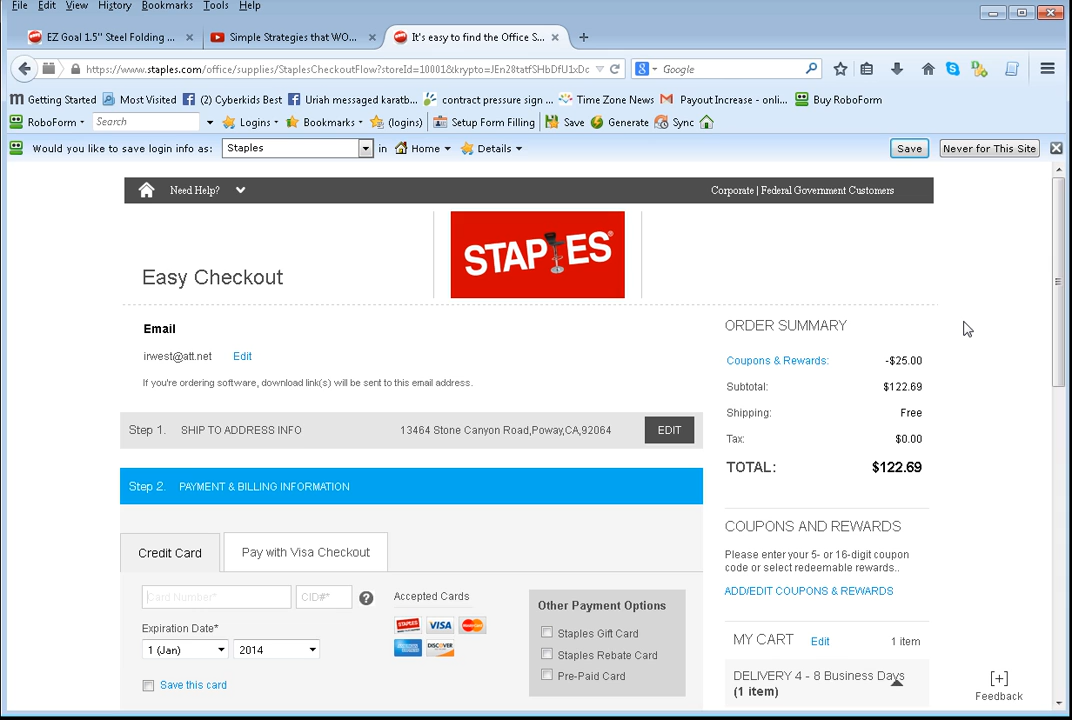 File Edit View History Bookmarks Tools Help
EZ Goal 1.5" Steel Folding ... × Simple Strategies that WO... × It's easy to find the Office S... × +
https://www.staples.com/office/supplies/StaplesCheckoutFlow?storeId=10001&krypto=JEn28tatfSHbDfU1xDc Google
Getting Started Most Visited (2) Cyberkids Best Uriah messaged karatb... contract pressure sign ... Time Zone News Payout Increase - onli... Buy RoboForm
RoboForm Search Logins Bookmarks (logins) Setup Form Filling Save Generate Sync
Would you like to save login info as: Staples in Home Details Save Never for This Site
Need Help? Corporate | Federal Government Customers
STAPLES®
Easy Checkout
Email
irwest@att.net Edit
If you're ordering software, download link(s) will be sent to this email address.
Step 1. SHIP TO ADDRESS INFO 13464 Stone Canyon Road,Poway,CA,92064 EDIT
Step 2. PAYMENT & BILLING INFORMATION
Credit Card Pay with Visa Checkout
Card Number* CID#* ? Accepted Cards
Expiration Date*
STAPLES VISA MasterCard
1 (Jan) 2014
DISCOVER
Save this card
Other Payment Options
Staples Gift Card
Staples Rebate Card
Pre-Paid Card
ORDER SUMMARY
Coupons & Rewards: -$25.00
Subtotal: $122.69
Shipping: Free
Tax: $0.00
TOTAL: $122.69
COUPONS AND REWARDS
Please enter your 5- or 16-digit coupon
code or select redeemable rewards..
ADD/EDIT COUPONS & REWARDS
MY CART Edit 1 item
DELIVERY 4 - 8 Business Days
(1 item)
[+]
Feedback